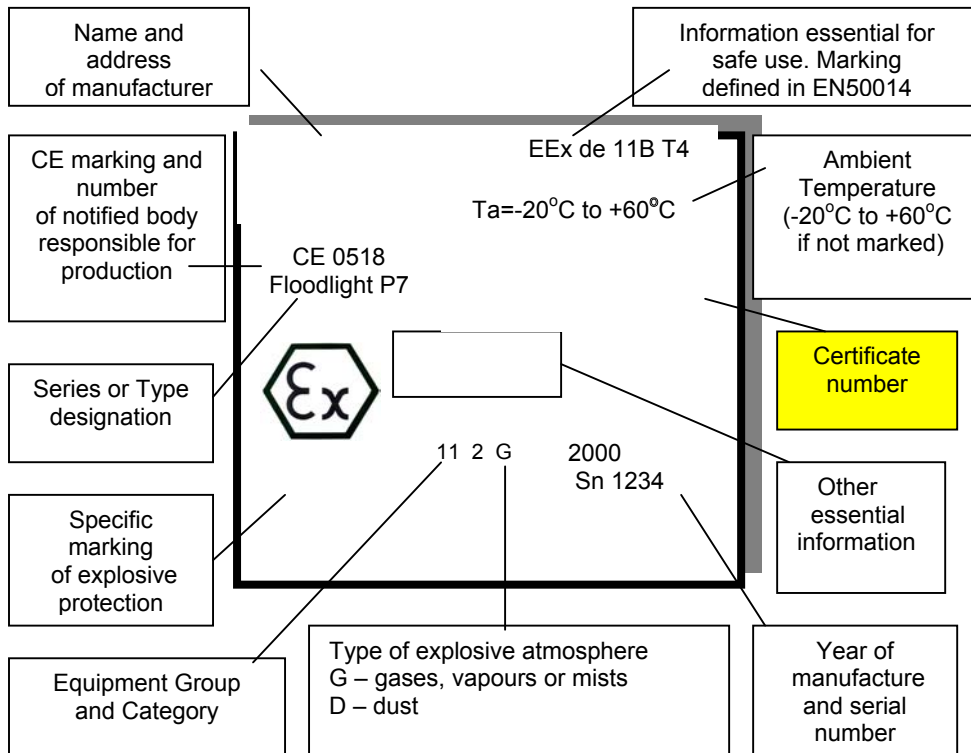 Name and
address
of manufacturer
Information essential for
safe use. Marking
defined in EN50014
EEx de 11B T4
CE marking and
number
of notified body
responsible for
production
Ta=-20°C to +60°C
Ambient
Temperature
(-20°C to +60°C
if not marked)
CE 0518
Floodlight P7
Series or Type
designation
Ex
Certificate
number
11 2 G
2000
Sn 1234
Specific
marking
of explosive
protection
Other
essential
information
Equipment Group
and Category
Type of explosive atmosphere
G – gases, vapours or mists
D – dust
Year of
manufacture
and serial
number